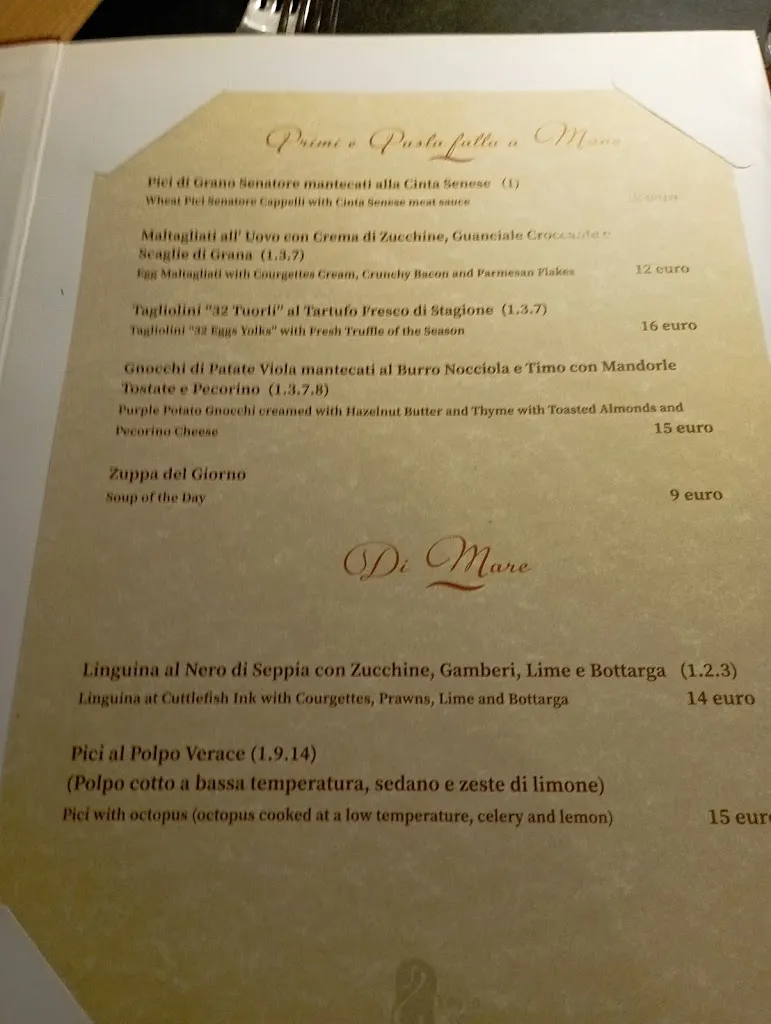 Primi e Pasta fatta a Mano
Pici di Grano Senatore mantecati alla Cinta Senese (1)
Wheat Pici Senatore Cappelli with Cinta Senese meat sauce
euro
Maltagliati all' Uovo con Crema di Zucchine, Guanciale Croccante e
Scaglie di Grana (1.3.7)
Egg Maltagliati with Courgettes Cream, Crunchy Bacon and Parmesan Flakes 12 euro
Tagliolini "32 Tuorli" al Tartufo Fresco di Stagione (1.3.7)
Tagliolini "32 Eggs Yolks" with Fresh Truffle of the Season 16 euro
Gnocchi di Patate Viola mantecati al Burro Nocciola e Timo con Mandorle
Tostate e Pecorino (1.3.7.8)
Purple Potato Gnocchi creamed with Hazelnut Butter and Thyme with Toasted Almonds and
Pecorino Cheese 15 euro
Zuppa del Giorno
Soup of the Day 9 euro
Di Mare
Linguina al Nero di Seppia con Zucchine, Gamberi, Lime e Bottarga (1.2.3)
Linguina at Cuttlefish Ink with Courgettes, Prawns, Lime and Bottarga 14 euro
Pici al Polpo Verace (1.9.14)
(Polpo cotto a bassa temperatura, sedano e zeste di limone)
Pici with octopus (octopus cooked at a low temperature, celery and lemon) 15 eur